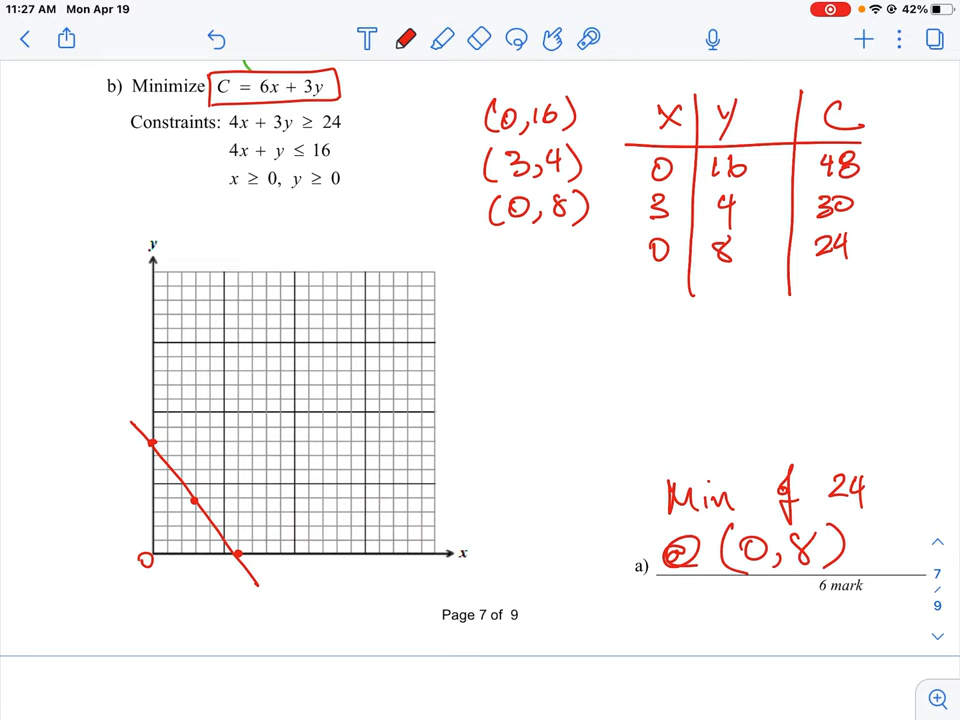 11:27 AM Mon Apr 19
42%
b) Minimize C = 6x + 3y
Constraints: 4x + 3y ≥ 24
4x + y ≤ 16
x ≥ 0, y ≥ 0
(0,16)
(3,4)
(0,8)
X Y C
0 16 48
3 4 30
0 8 24
y
x
0
Min of 24
@ (0,8)
a)
6 mark
Page 7 of 9
7
/
9